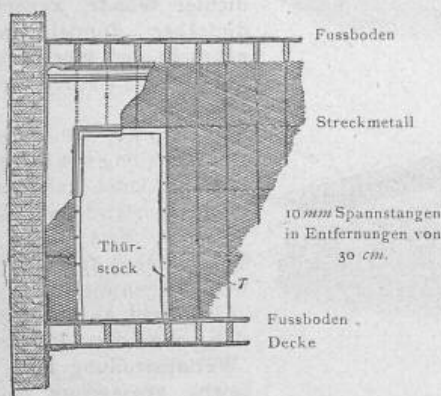 Fussboden
Streckmetall
10 mm Spannstangen
in Entfernungen von
30 cm.
Thür-
stock
T
Fussboden
Decke